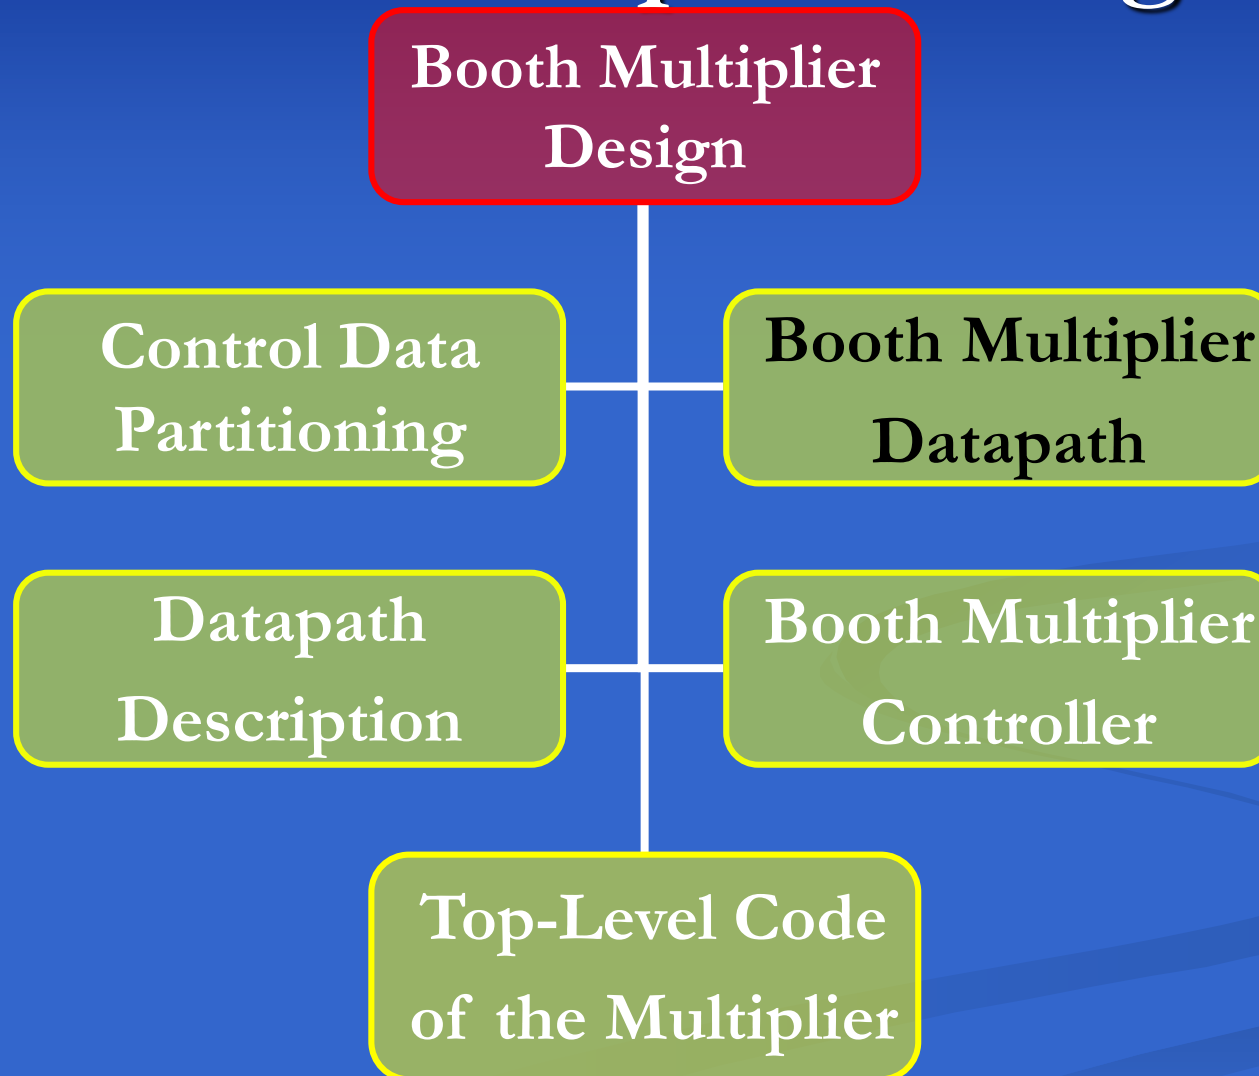 Booth Multiplier
Design
Control Data
Partitioning
Booth Multiplier
Datapath
Datapath
Description
Booth Multiplier
Controller
Top-Level Code
of the Multiplier